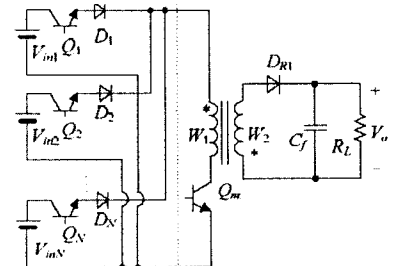 D1
Vin1
Q1
D2
Vin2
Q2
DN
VinN
QN
W1
W2
Qm
DR1
Cf
RL
Vo
+
−